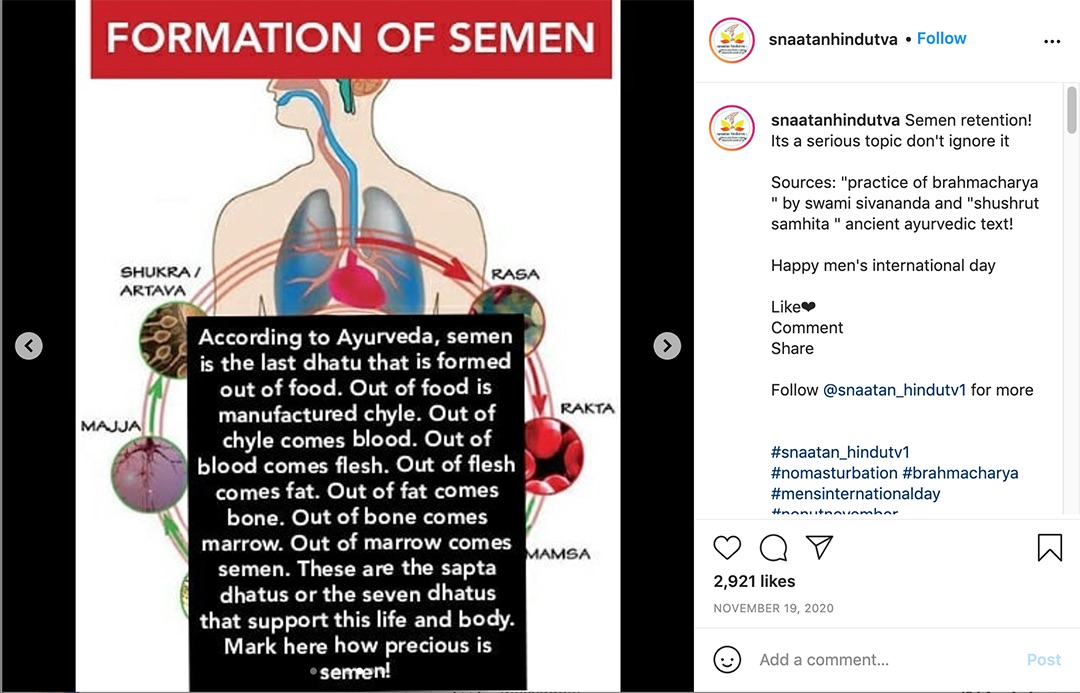 FORMATION OF SEMEN
SHUKRA /
ARTAVA
RASA
MAJJA
RAKTA
MAMSA
According to Ayurveda, semen
is the last dhatu that is formed
out of food. Out of food is
manufactured chyle. Out of
chyle comes blood. Out of
blood comes flesh. Out of flesh
comes fat. Out of fat comes
bone. Out of bone comes
marrow. Out of marrow comes
semen. These are the sapta
dhatus or the seven dhatus
that support this life and body.
Mark here how precious is
semen!
snaatanhindutva • Follow
snaatanhindutva Semen retention!
Its a serious topic don't ignore it
Sources: "practice of brahmacharya
" by swami sivananda and "shushrut
samhita " ancient ayurvedic text!
Happy men's international day
Like❤
Comment
Share
Follow @snaatan_hindutv1 for more
#snaatan_hindutv1
#nomasturbation #brahmacharya
#mensinternationalday
#nonutnovember
2,921 likes
NOVEMBER 19, 2020
Add a comment...
Post